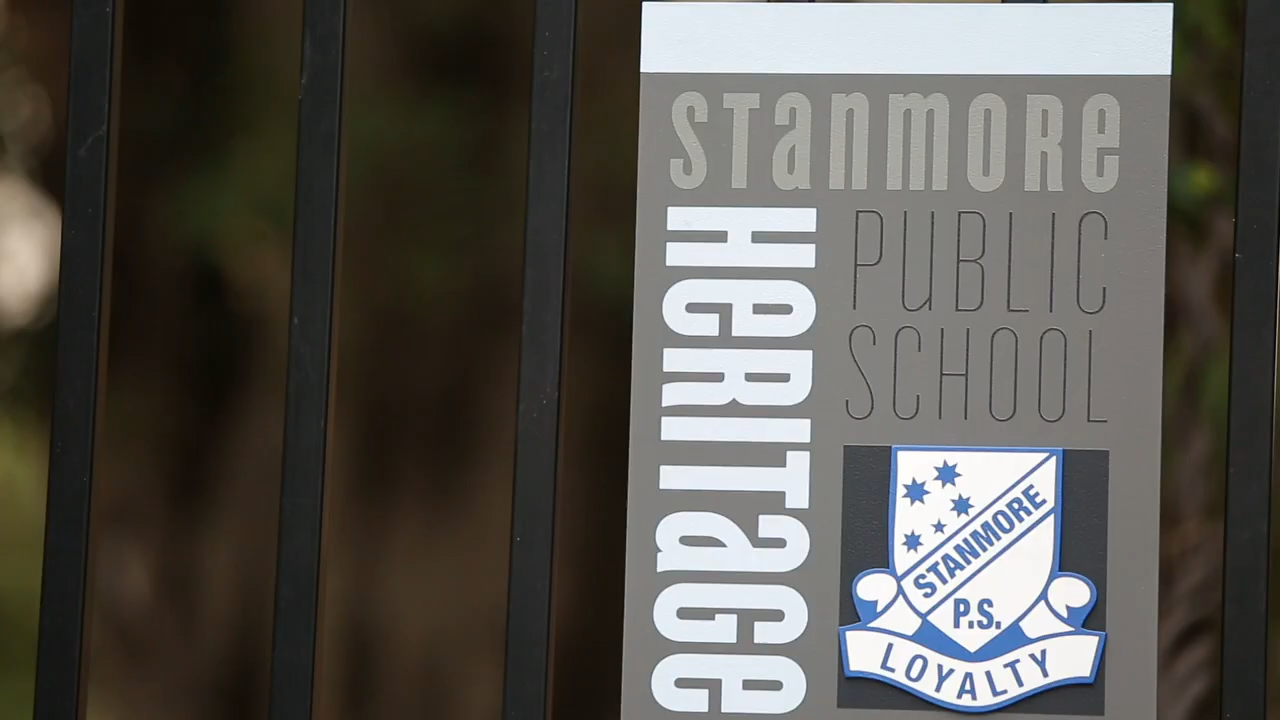 STanmoRe
HeRITaGe
PuBLIC
SCHOOL
STANMORE
P.S.
LOYALTY